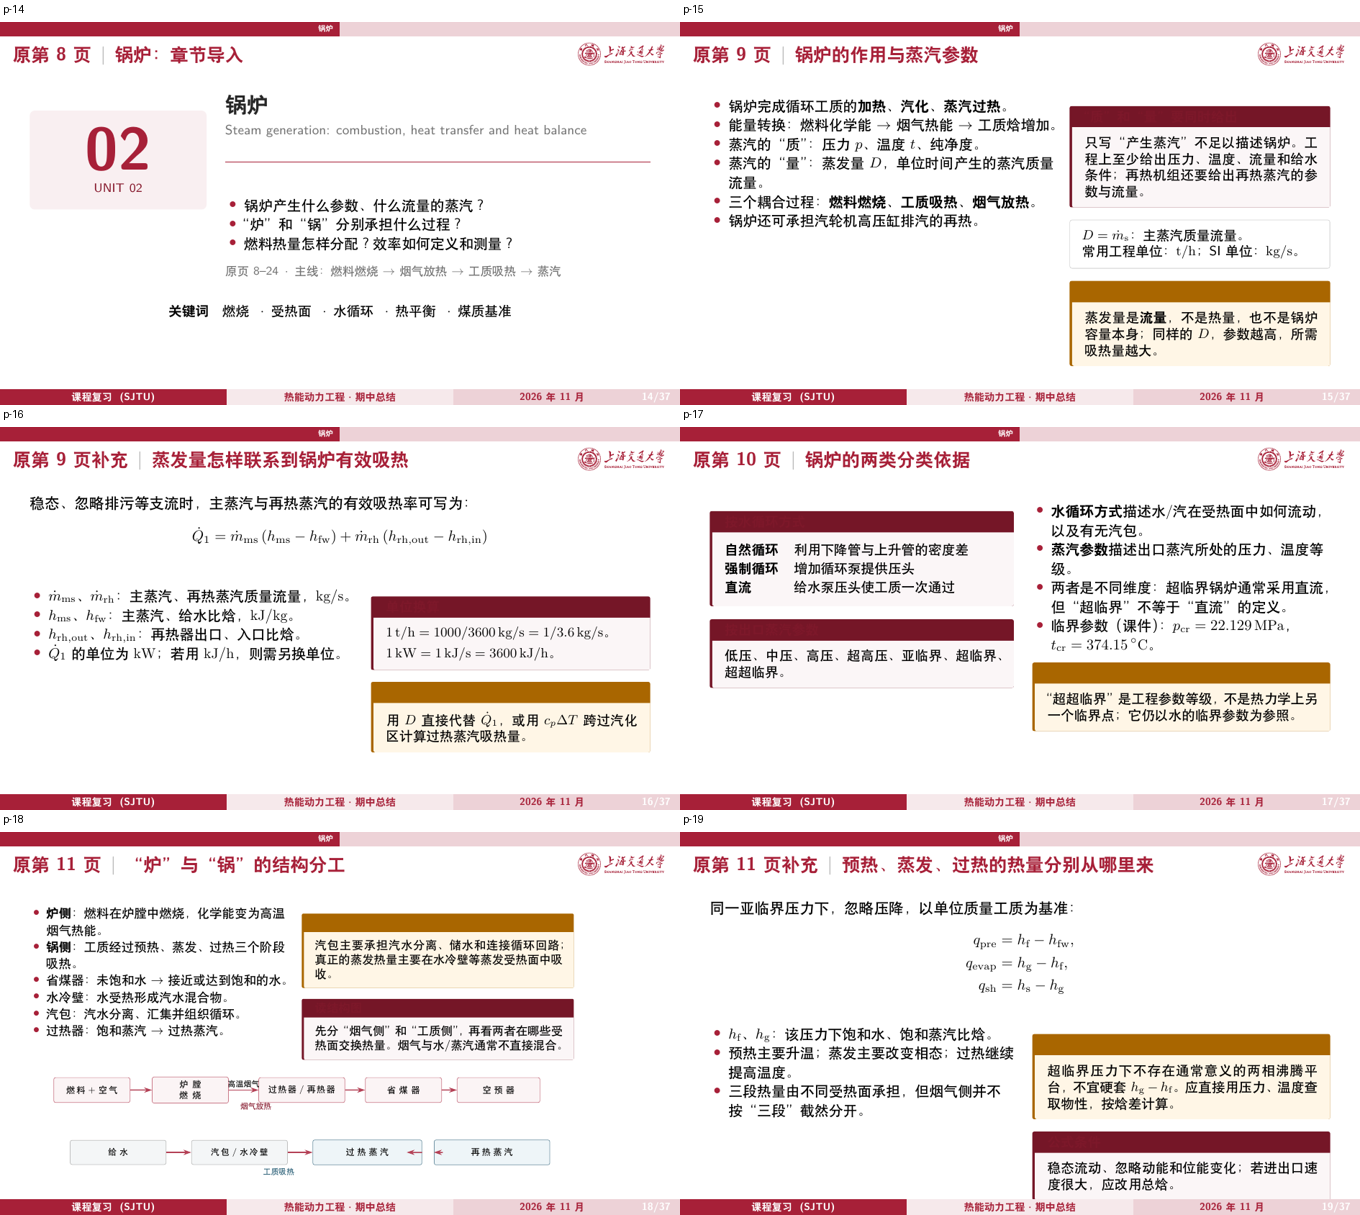 p-14
锅炉
原第 8 页 | 锅炉：章节导入
上海交通大学
SHANGHAI JIAO TONG UNIVERSITY
02
UNIT 02
锅炉
Steam generation: combustion, heat transfer and heat balance
• 锅炉产生什么参数、什么流量的蒸汽？
• “炉”和“锅”分别承担什么过程？
• 燃料热量怎样分配？效率如何定义和测量？
原页 8–24 · 主线：燃料燃烧 → 烟气放热 → 工质吸热 → 蒸汽
关键词 燃烧 · 受热面 · 水循环 · 热平衡 · 煤质基准
课程复习 (SJTU) 热能动力工程 · 期中总结 2026 年 11 月 14/37
p-15
锅炉
原第 9 页 | 锅炉的作用与蒸汽参数
上海交通大学
SHANGHAI JIAO TONG UNIVERSITY
• 锅炉完成循环工质的加热、汽化、蒸汽过热。
• 能量转换：燃料化学能 → 烟气热能 → 工质焓增加。
• 蒸汽的“质”：压力 p、温度 t、纯净度。
• 蒸汽的“量”：蒸发量 D，单位时间产生的蒸汽质量
流量。
• 三个耦合过程：燃料燃烧、工质吸热、烟气放热。
• 锅炉还可承担汽轮机高压缸排汽的再热。
只写“产生蒸汽”不足以描述锅炉。工
程上至少给出压力、温度、流量和给水
条件；再热机组还要给出再热蒸汽的参
数与流量。
D = ṁs：主蒸汽质量流量。
常用工程单位：t/h；SI 单位：kg/s。
蒸发量是流量，不是热量，也不是锅炉
容量本身；同样的 D，参数越高，所需
吸热量越大。
课程复习 (SJTU) 热能动力工程 · 期中总结 2026 年 11 月 15/37
p-16
锅炉
原第 9 页补充 | 蒸发量怎样联系到锅炉有效吸热
上海交通大学
SHANGHAI JIAO TONG UNIVERSITY
稳态、忽略排污等支流时，主蒸汽与再热蒸汽的有效吸热率可写为：
Q̇1 = ṁms (hms − hfw) + ṁrh (hrh,out − hrh,in)
• ṁms、ṁrh：主蒸汽、再热蒸汽质量流量，kg/s。
• hms、hfw：主蒸汽、给水比焓，kJ/kg。
• hrh,out、hrh,in：再热器出口、入口比焓。
• Q̇1 的单位为 kW；若用 kJ/h，则需另换单位。
1 t/h = 1000/3600 kg/s = 1/3.6 kg/s。
1 kW = 1 kJ/s = 3600 kJ/h。
用 D 直接代替 Q̇1，或用 cpΔT 跨过汽化
区计算过热蒸汽吸热量。
课程复习 (SJTU) 热能动力工程 · 期中总结 2026 年 11 月 16/37
p-17
锅炉
原第 10 页 | 锅炉的两类分类依据
上海交通大学
SHANGHAI JIAO TONG UNIVERSITY
自然循环 利用下降管与上升管的密度差
强制循环 增加循环泵提供压头
直流 给水泵压头使工质一次通过
低压、中压、高压、超高压、亚临界、超临界、
超超临界。
• 水循环方式描述水/汽在受热面中如何流动，
以及有无汽包。
• 蒸汽参数描述出口蒸汽所处的压力、温度等
级。
• 两者是不同维度：超临界锅炉通常采用直流，
但“超临界”不等于“直流”的定义。
• 临界参数（课件）：pcr = 22.129 MPa，
tcr = 374.15 °C。
“超超临界”是工程参数等级，不是热力学上另
一个临界点；它仍以水的临界参数为参照。
课程复习 (SJTU) 热能动力工程 · 期中总结 2026 年 11 月 17/37
p-18
锅炉
原第 11 页 | “炉”与“锅”的结构分工
上海交通大学
SHANGHAI JIAO TONG UNIVERSITY
• 炉侧：燃料在炉膛中燃烧，化学能变为高温
烟气热能。
• 锅侧：工质经过预热、蒸发、过热三个阶段
吸热。
• 省煤器：未饱和水 → 接近或达到饱和的水。
• 水冷壁：水受热形成汽水混合物。
• 汽包：汽水分离、汇集并组织循环。
• 过热器：饱和蒸汽 → 过热蒸汽。
汽包主要承担汽水分离、储水和连接循环回路；
真正的蒸发热量主要在水冷壁等蒸发受热面中吸
收。
先分“烟气侧”和“工质侧”，再看两者在哪些受
热面交换热量。烟气与水/蒸汽通常不直接混合。
燃料 + 空气
炉膛
燃烧
高温烟气
过热器 / 再热器
省煤器
空预器
烟气放热
给水
汽包 / 水冷壁
过热蒸汽
再热蒸汽
工质吸热
课程复习 (SJTU) 热能动力工程 · 期中总结 2026 年 11 月 18/37
p-19
锅炉
原第 11 页补充 | 预热、蒸发、过热的热量分别从哪里来
上海交通大学
SHANGHAI JIAO TONG UNIVERSITY
同一亚临界压力下，忽略压降，以单位质量工质为基准：
qpre = hf − hfw,
qevap = hg − hf,
qsh = hs − hg
• hf、hg：该压力下饱和水、饱和蒸汽比焓。
• 预热主要升温；蒸发主要改变相态；过热继续
提高温度。
• 三段热量由不同受热面承担，但烟气侧并不
按“三段”截然分开。
超临界压力下不存在通常意义的两相沸腾平
台，不宜硬套 hg − hf。应直接用压力、温度查
取物性，按焓差计算。
稳态流动、忽略动能和位能变化；若进出口速
度很大，应改用总焓。
课程复习 (SJTU) 热能动力工程 · 期中总结 2026 年 11 月 19/37